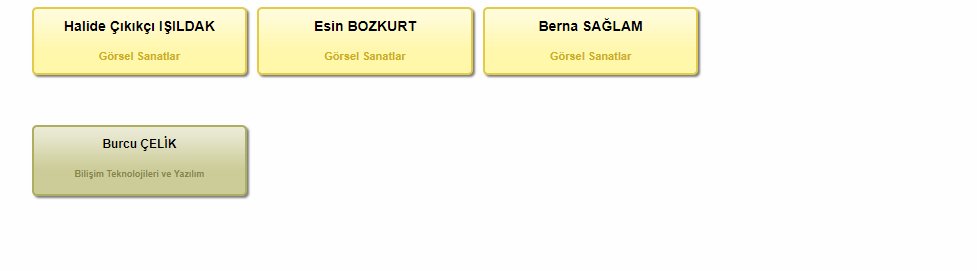 Halide Çıkıkçı IŞILDAK
Görsel Sanatlar
Esin BOZKURT
Görsel Sanatlar
Berna SAĞLAM
Görsel Sanatlar
Burcu ÇELİK
Bilişim Teknolojileri ve Yazılım